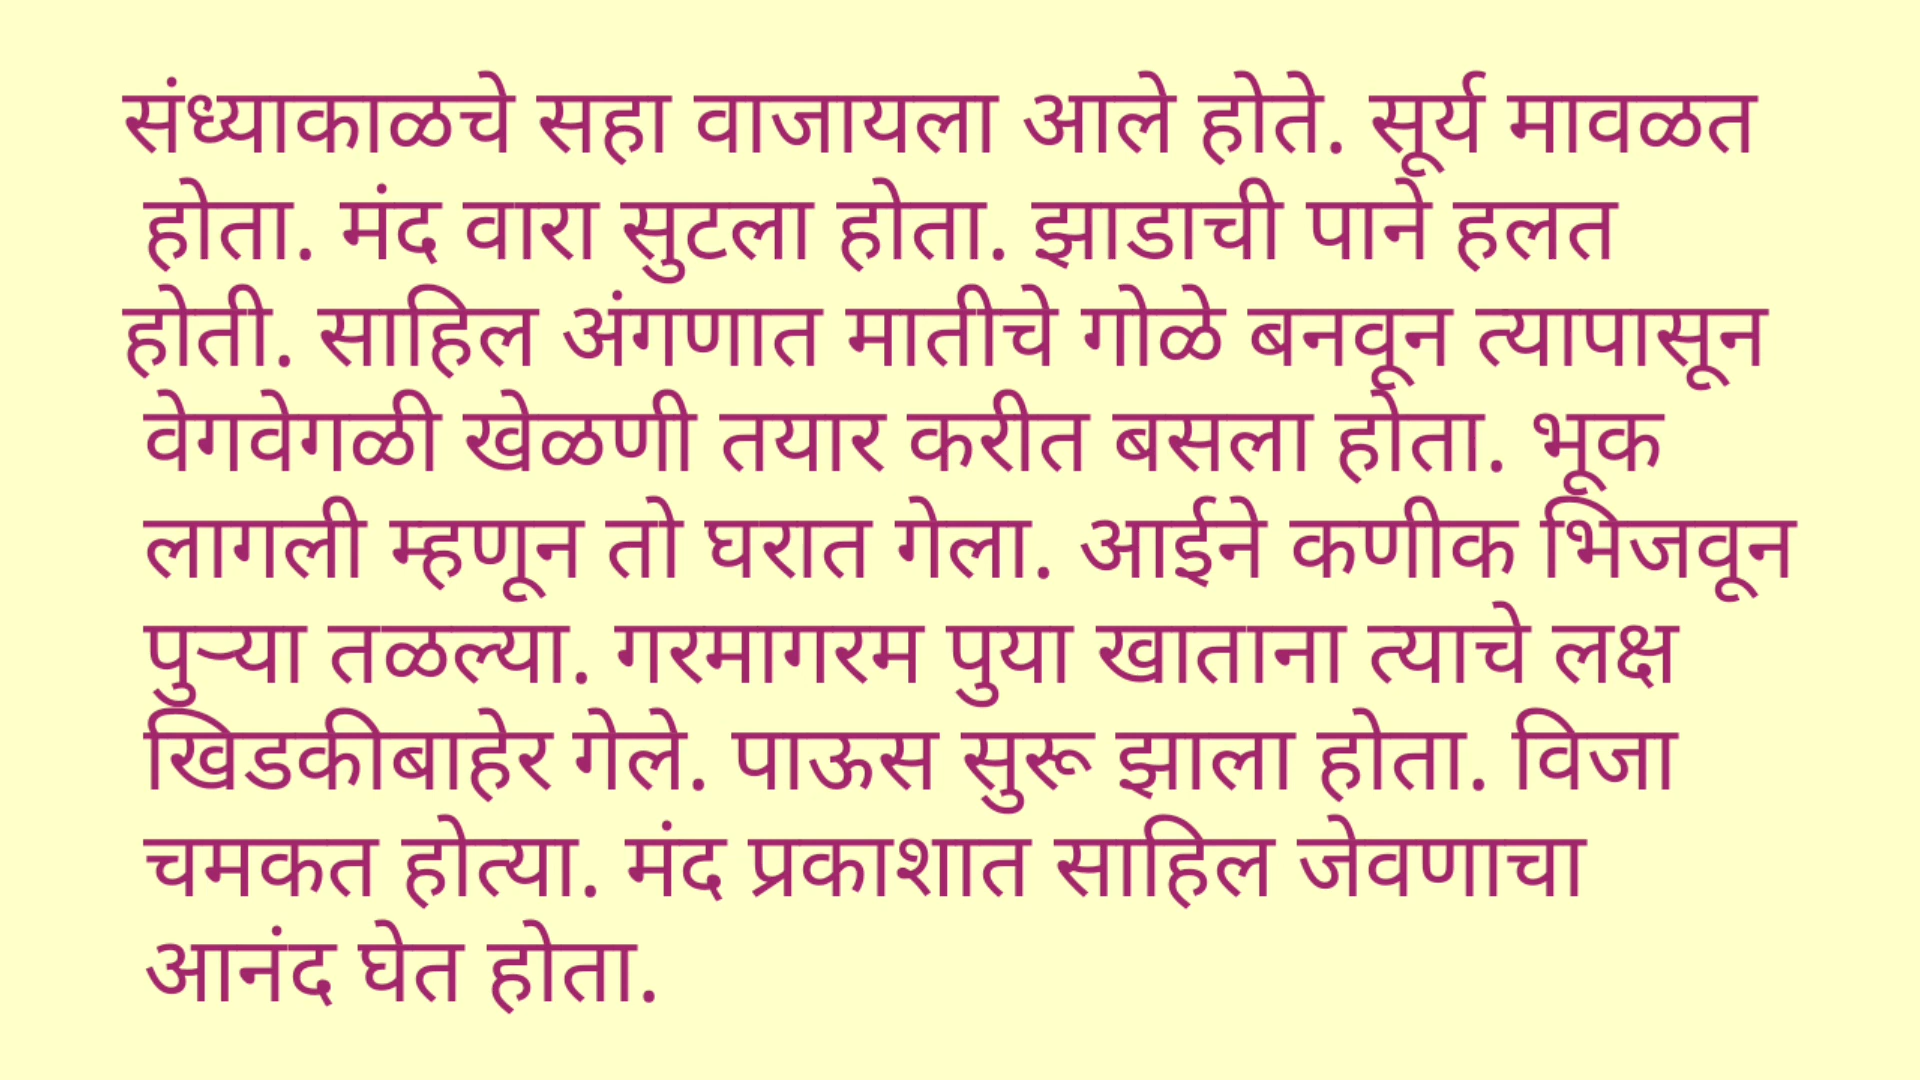 संध्याकाळचे सहा वाजायला आले होते. सूर्य मावळत
होता. मंद वारा सुटला होता. झाडाची पाने हलत
होती. साहिल अंगणात मातीचे गोळे बनवून त्यापासून
वेगवेगळी खेळणी तयार करीत बसला होता. भूक
लागली म्हणून तो घरात गेला. आईने कणीक भिजवून
पुऱ्या तळल्या. गरमागरम पुया खाताना त्याचे लक्ष
खिडकीबाहेर गेले. पाऊस सुरू झाला होता. विजा
चमकत होत्या. मंद प्रकाशात साहिल जेवणाचा
आनंद घेत होता.